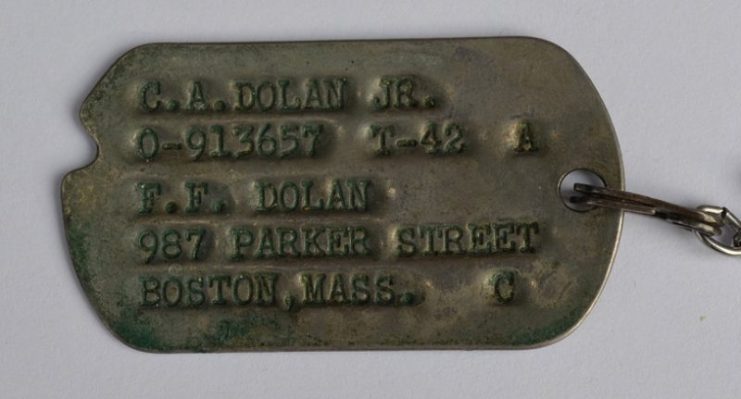 C.A.DOLAN JR.
O-913657 T-42 A
F.F. DOLAN
987 PARKER STREET
BOSTON,MASS. C